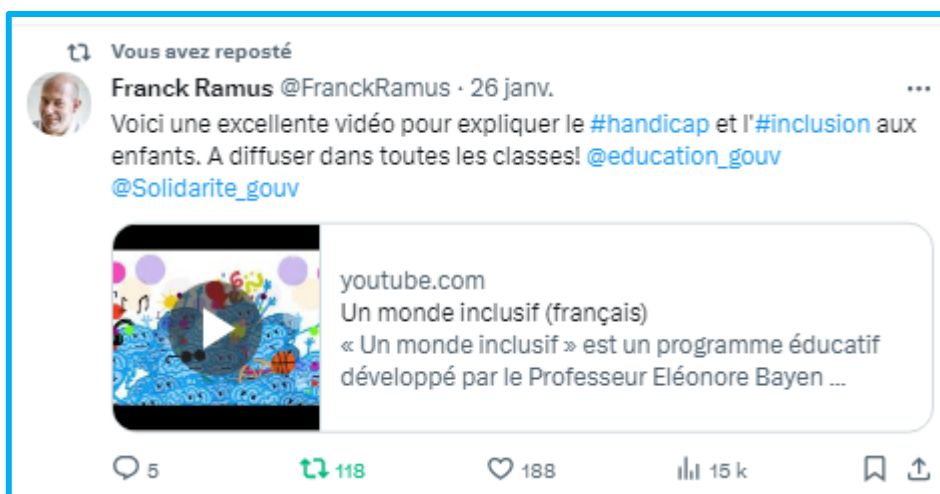 Vous avez reposté
Franck Ramus @FranckRamus · 26 janv.
Voici une excellente vidéo pour expliquer le #handicap et l'#inclusion aux
enfants. A diffuser dans toutes les classes! @education_gouv
@Solidarite_gouv
youtube.com
Un monde inclusif (français)
« Un monde inclusif » est un programme éducatif
développé par le Professeur Eléonore Bayen ...
5 118 188 15 k